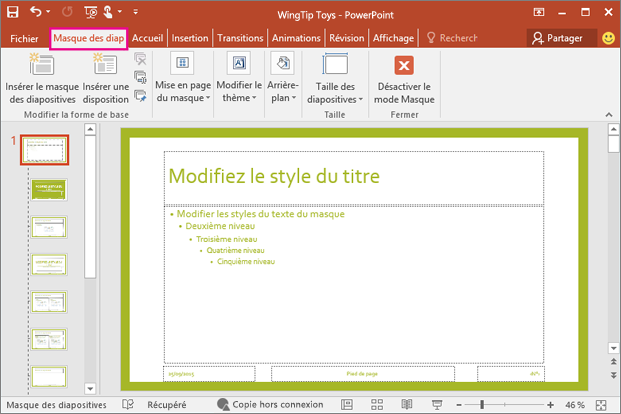 WingTip Toys - PowerPoint
Fichier Masque des diap Accueil Insertion Transitions Animations Révision Affichage Recherch Partager
Insérer le masque des diapositives
Insérer une disposition
Mise en page du masque
Modifier le thème
Arrière-plan
Taille des diapositives
Désactiver le mode Masque
Modifier la forme de base
Taille
Fermer
1
Modifiez le style du titre
Modifier les styles du texte du masque
Deuxième niveau
Troisième niveau
Quatrième niveau
Cinquième niveau
Pied de page
Masque des diapositives Récupéré Copie hors connexion 46 %